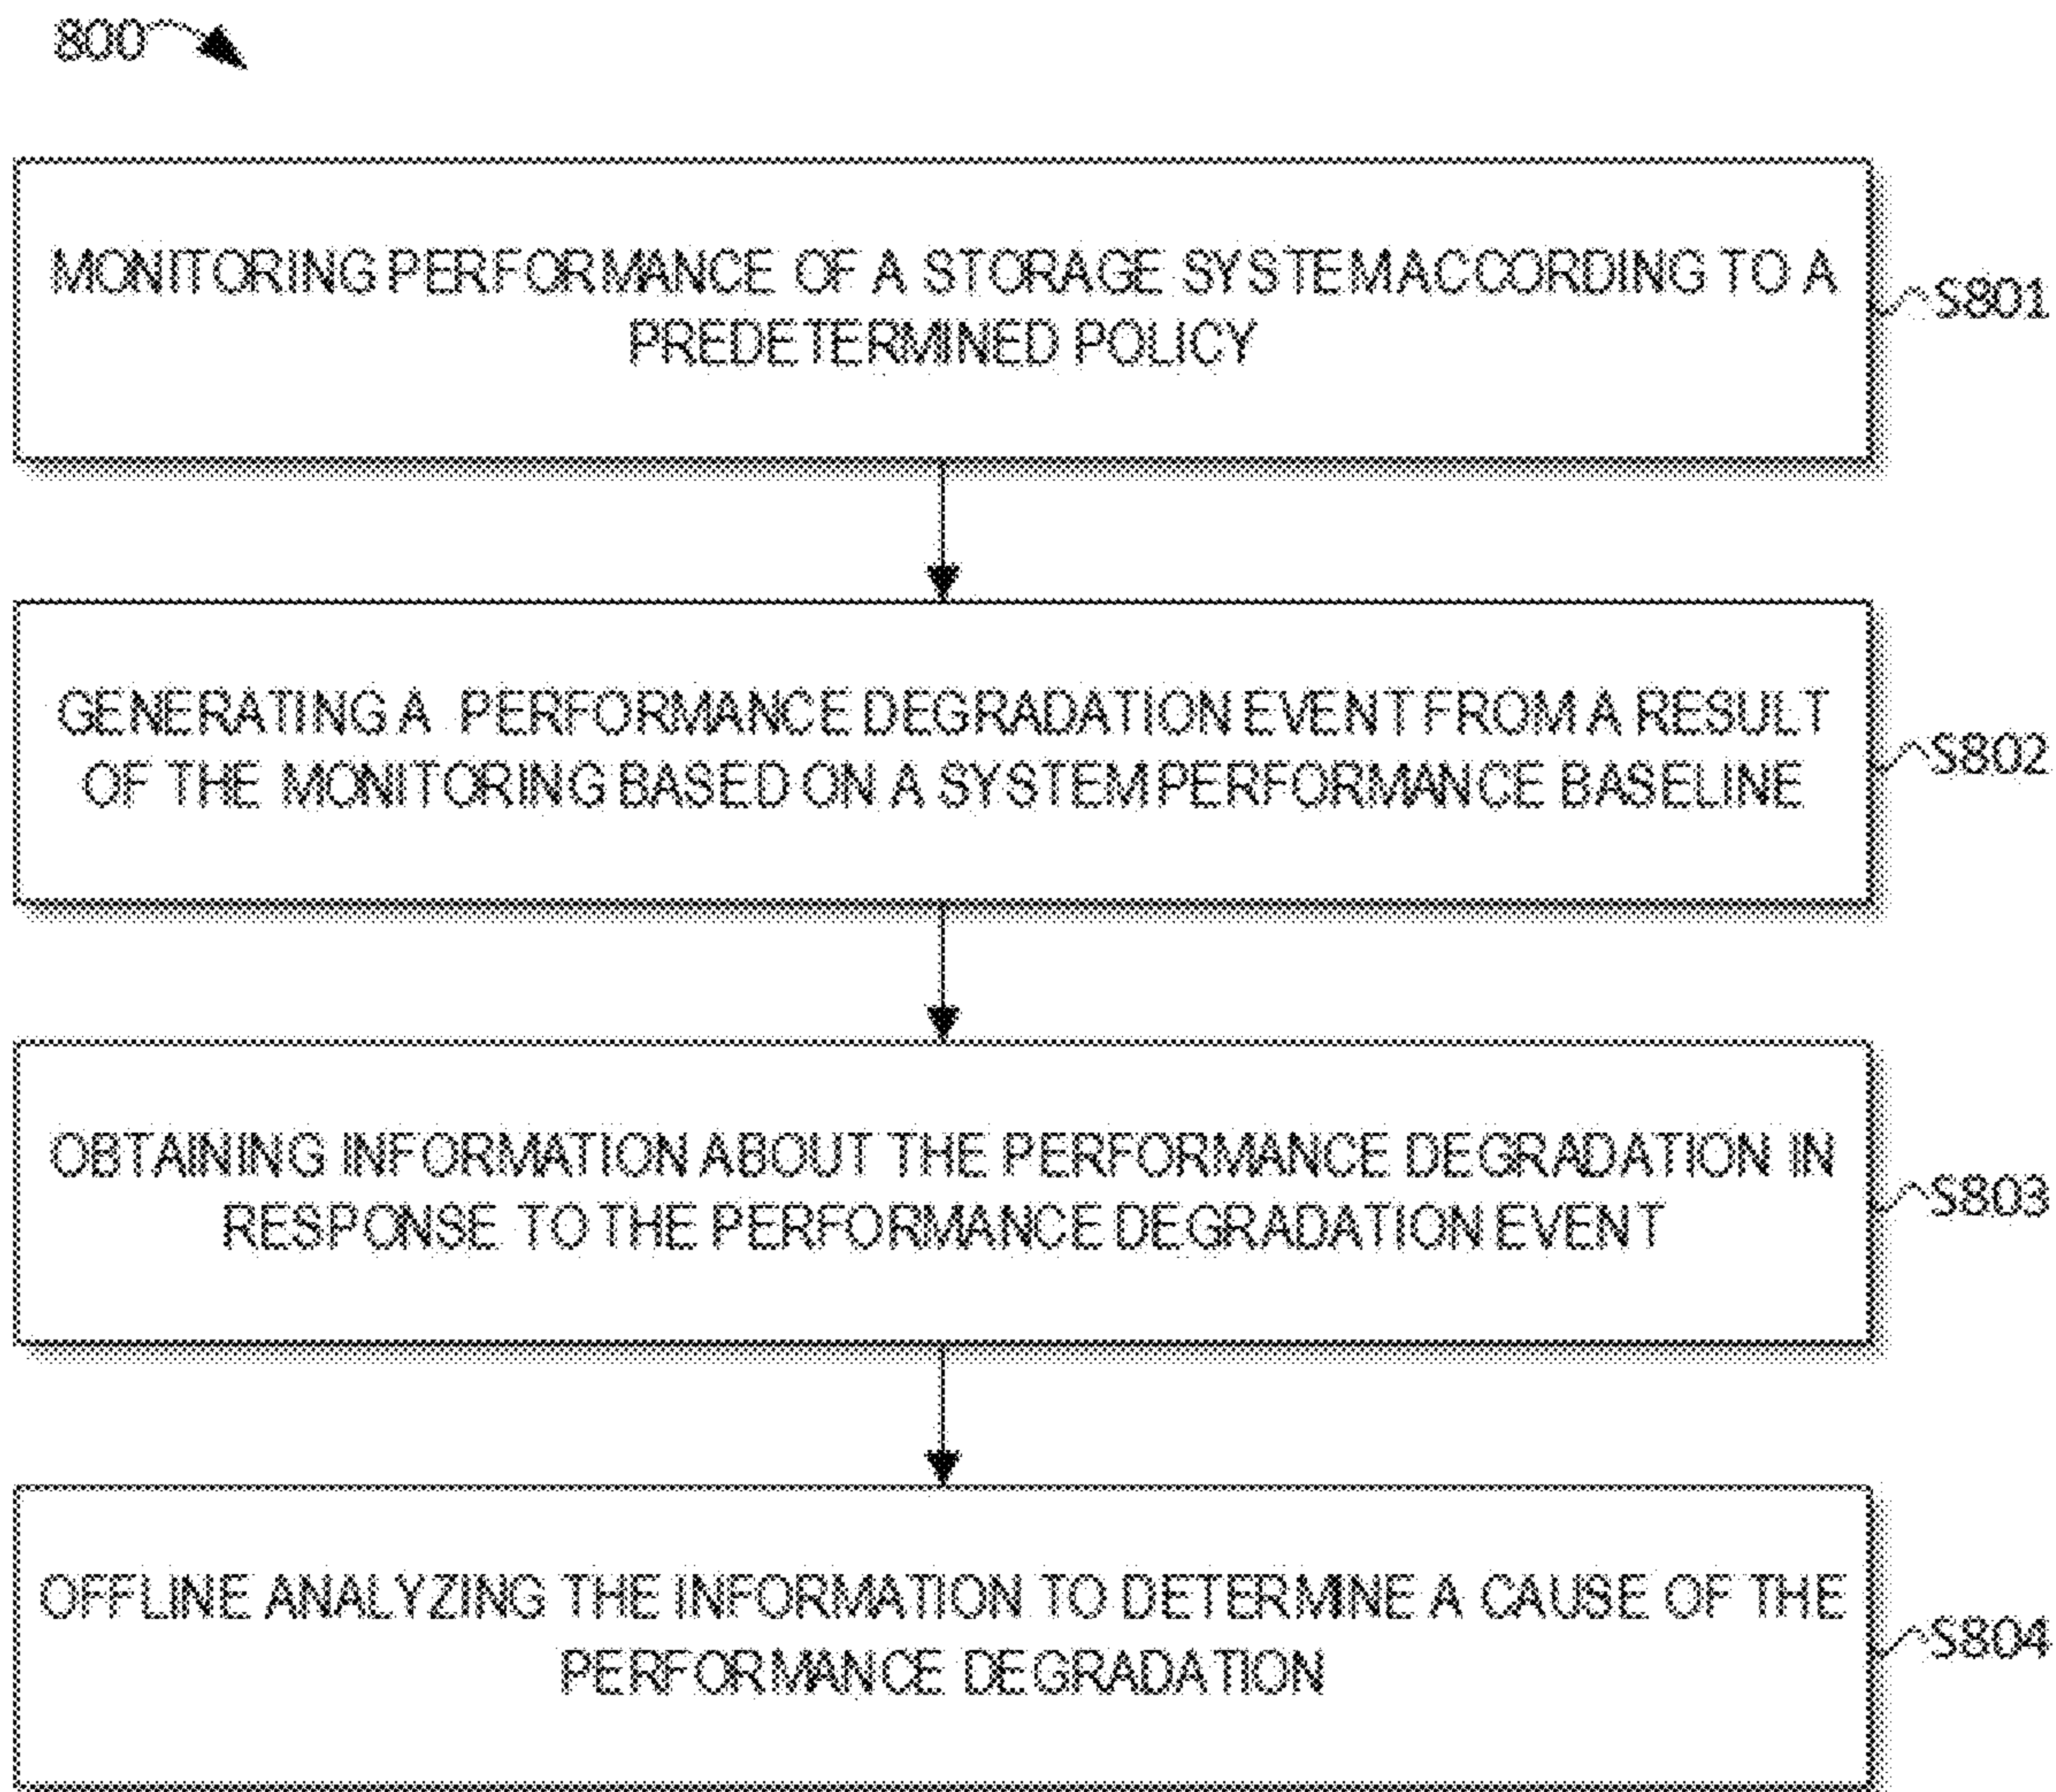 800
MONITORING PERFORMANCE OF A STORAGE SYSTEM ACCORDING TO A
PREDETERMINED POLICY
S801
GENERATING A PERFORMANCE DEGRADATION EVENT FROM A RESULT
OF THE MONITORING BASED ON A SYSTEM PERFORMANCE BASELINE
S802
OBTAINING INFORMATION ABOUT THE PERFORMANCE DEGRADATION IN
RESPONSE TO THE PERFORMANCE DEGRADATION EVENT
S803
OFFLINE ANALYZING THE INFORMATION TO DETERMINE A CAUSE OF THE
PERFORMANCE DEGRADATION
S804